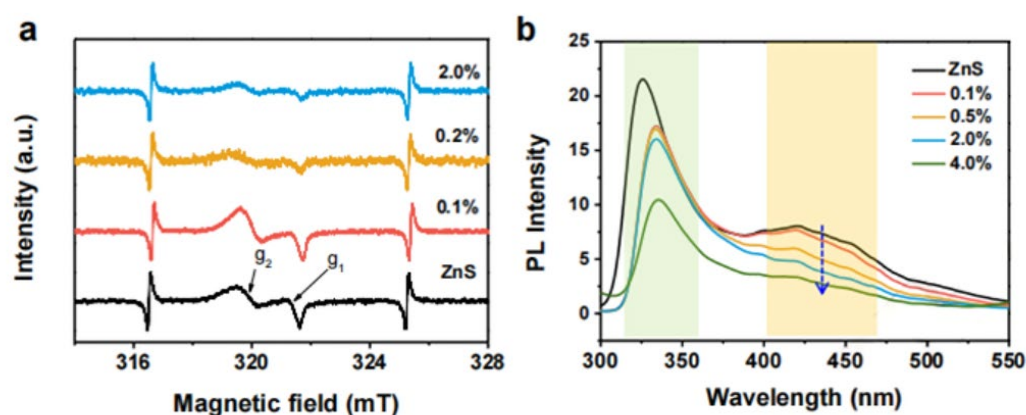 a
Intensity (a.u.)
2.0%
0.2%
0.1%
ZnS
g2
g1
316 320 324 328
Magnetic field (mT)
b
PL Intensity
25
20
15
10
5
0
ZnS
0.1%
0.5%
2.0%
4.0%
300 350 400 450 500 550
Wavelength (nm)